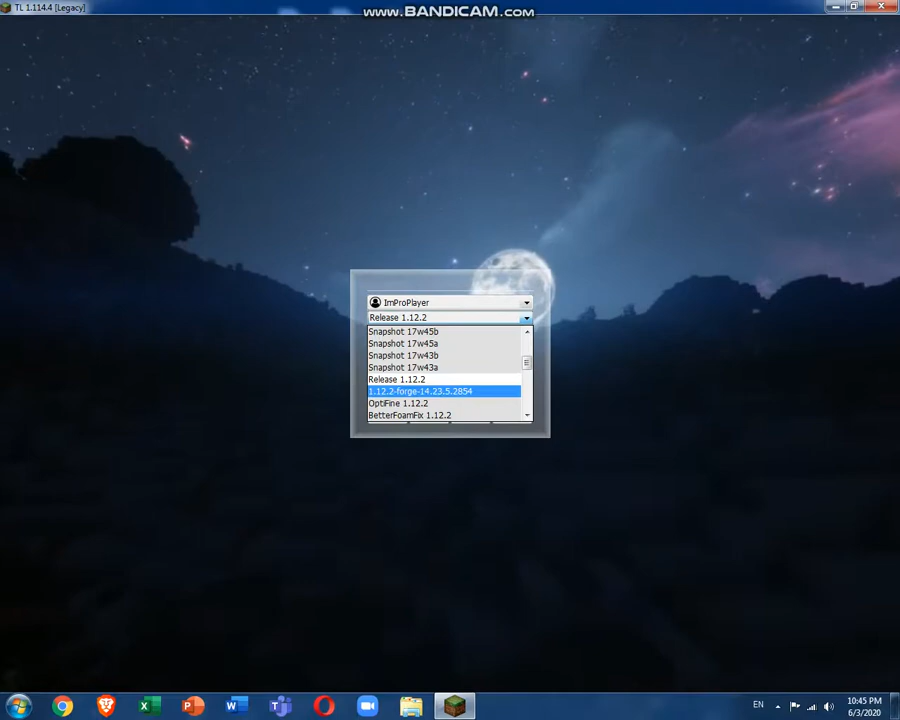 TL 1.114.4 [Legacy]
www.BANDICAM.com
ImProPlayer
Release 1.12.2
Snapshot 17w45b
Snapshot 17w45a
Snapshot 17w43b
Snapshot 17w43a
Release 1.12.2
1.12.2-forge-14.23.5.2854
OptiFine 1.12.2
BetterFoamFix 1.12.2
EN
10:45 PM
6/3/2020